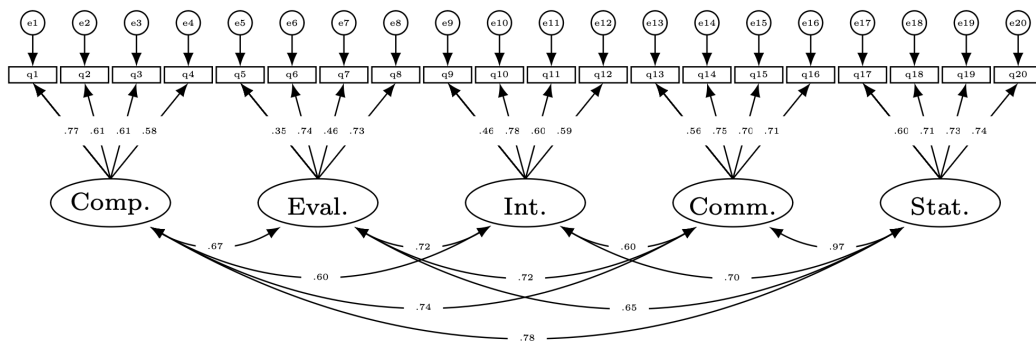 e1 e2 e3 e4 e5 e6 e7 e8 e9 e10 e11 e12 e13 e14 e15 e16 e17 e18 e19 e20
q1 q2 q3 q4 q5 q6 q7 q8 q9 q10 q11 q12 q13 q14 q15 q16 q17 q18 q19 q20
.77 .61 .61 .58 .35 .74 .46 .73 .46 .78 .60 .59 .56 .75 .70 .71 .60 .71 .73 .74
Comp. Eval. Int. Comm. Stat.
.67 .72 .60 .97
.60 .72 .70
.74 .65
.78